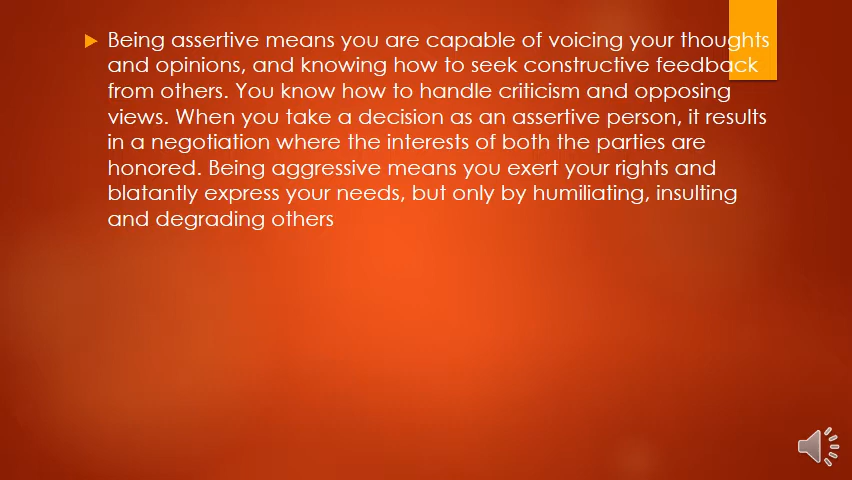 Being assertive means you are capable of voicing your thoughts
and opinions, and knowing how to seek constructive feedback
from others. You know how to handle criticism and opposing
views. When you take a decision as an assertive person, it results
in a negotiation where the interests of both the parties are
honored. Being aggressive means you exert your rights and
blatantly express your needs, but only by humiliating, insulting
and degrading others